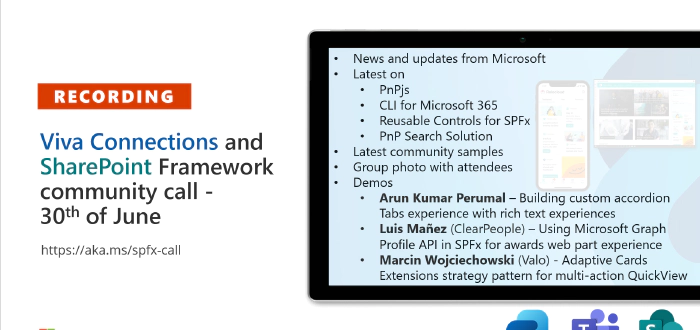 RECORDING
Viva Connections and
SharePoint Framework
community call -
30th of June
https://aka.ms/spfx-call
• News and updates from Microsoft
• Latest on
• PnPjs
• CLI for Microsoft 365
• Reusable Controls for SPFx
• PnP Search Solution
• Latest community samples
• Group photo with attendees
• Demos
• Arun Kumar Perumal – Building custom accordion
Tabs experience with rich text experiences
• Luis Mañez (ClearPeople) – Using Microsoft Graph
Profile API in SPFx for awards web part experience
• Marcin Wojciechowski (Valo) - Adaptive Cards
Extensions strategy pattern for multi-action QuickView